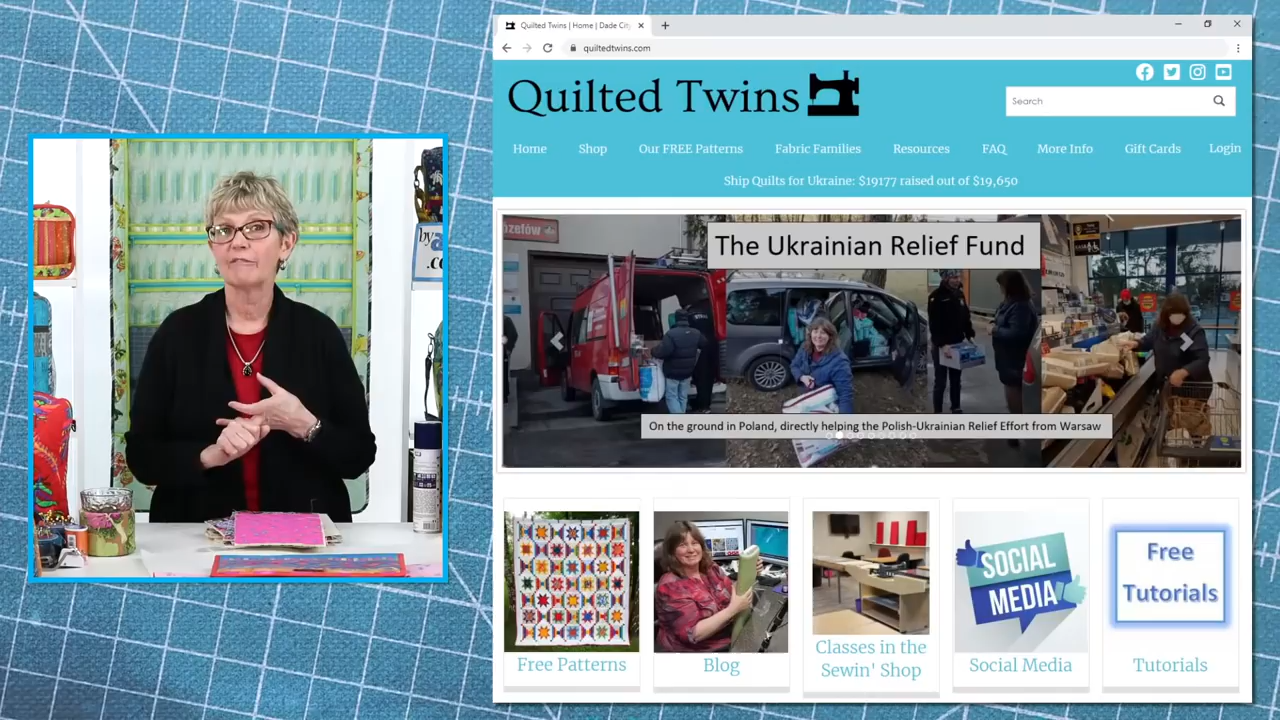 Quilted Twins | Home | Dade City
quiltedtwins.com
Quilted Twins
Search
Home Shop Our FREE Patterns Fabric Families Resources FAQ More Info Gift Cards Login
Ship Quilts for Ukraine: $19177 raised out of $19,650
ozefów
The Ukrainian Relief Fund
On the ground in Poland, directly helping the Polish-Ukrainian Relief Effort from Warsaw
by
.co
SOCIAL
MEDIA
Free
Tutorials
Free Patterns
Blog
Classes in the
Sewin' Shop
Social Media
Tutorials